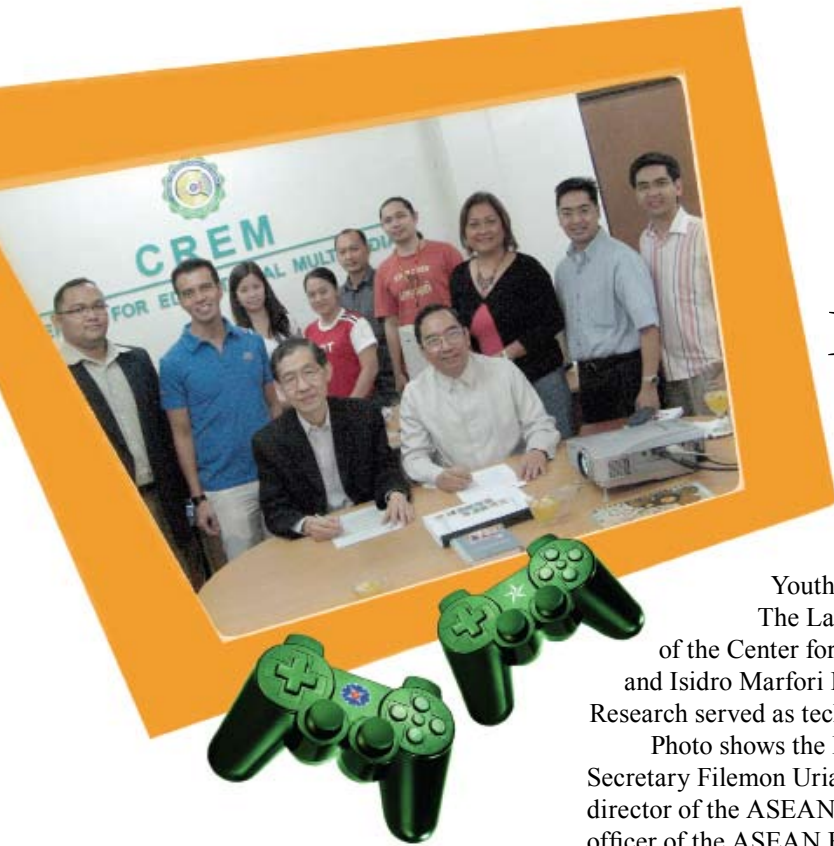 CREM
FOR EDUCATIONAL MULTIMEDIA
Youth
The La
of the Center for
and Isidro Marfori
Research served as tec
Photo shows the
Secretary Filemon Uria
director of the ASEAN
officer of the ASEAN